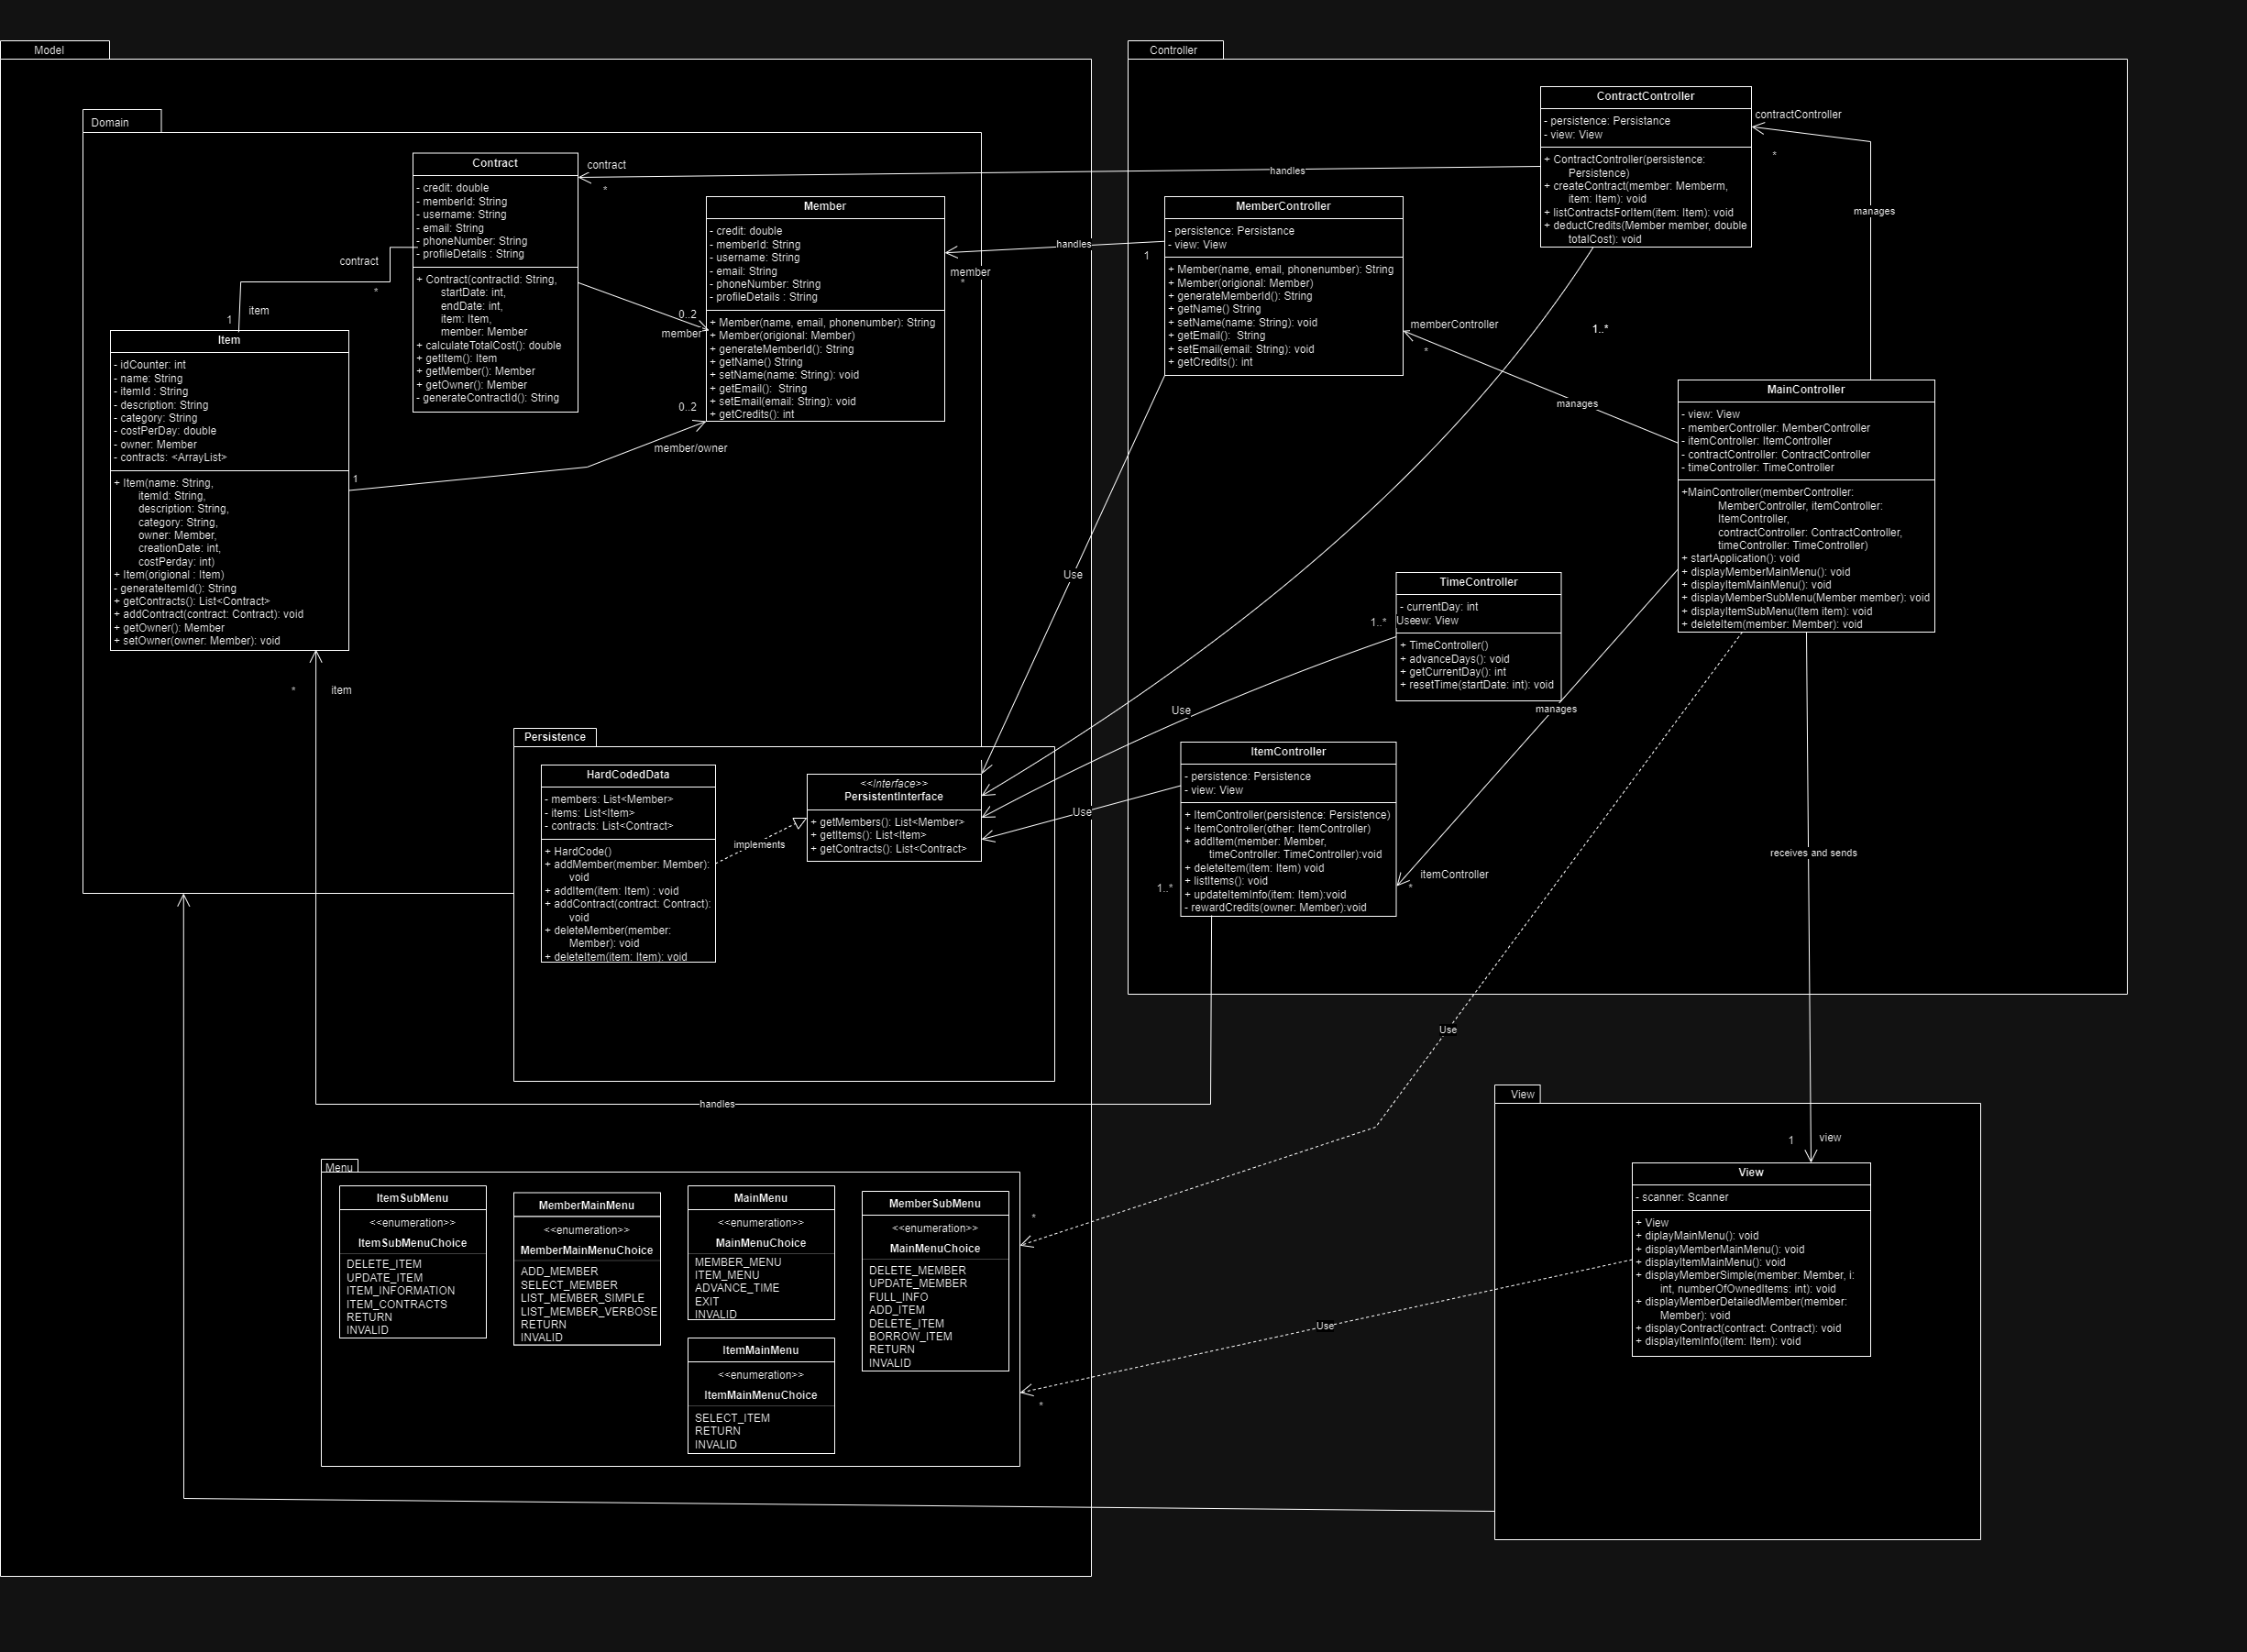 Model
Domain
Contract
- credit: double
- memberId: String
- username: String
- email: String
- phoneNumber: String
- profileDetails : String
+ Contract(contractId: String,
startDate: int,
endDate: int,
item: Item,
member: Member
+ calculateTotalCost(): double
+ getItem(): Item
+ getMember(): Member
+ getOwner(): Member
+ generateContractId(): String
contract
*
contract
*
item
1
Member
- credit: double
- memberId: String
- username: String
- email: String
- phoneNumber: String
- profileDetails : String
+ Member(name, email, phonenumber): String
+ Member(origional: Member)
+ generateMemberId(): String
+ getName() String
+ setName(name: String): void
+ getEmail():  String
+ setEmail(email: String): void
+ getCredits(): int
member
*
0..2
member
0..2
member/owner
1
Item
- idCounter: int
- name: String
- itemId : String
- description: String
- category: String
- costPerDay: double
- owner: Member
- contracts: <ArrayList>
+ Item(name: String,
itemId: String,
description: String,
category: String,
owner: Member,
creationDate: int,
costPerday: int)
+ Item(origional : Item)
- generateItemId(): String
+ getContracts(): List<Contract>
+ addContract(contract: Contract): void
+ getOwner(): Member
+ setOwner(owner: Member): void
*
item
Persistence
HardCodedData
- members: List<Member>
- items: List<Item>
- contracts: List<Contract>
+ HardCode()
+ addMember(member: Member):
void
+ addItem(item: Item) : void
+ addContract(contract: Contract):
void
+ deleteMember(member:
Member): void
+ deleteItem(item: Item): void
implements
<<Interface>>
PersistentInterface
+ getMembers(): List<Member>
+ getItems(): List<Item>
+ getContracts(): List<Contract>
handles
Menu
ItemSubMenu
<<enumeration>>
ItemSubMenuChoice
DELETE_ITEM
UPDATE_ITEM
ITEM_INFORMATION
ITEM_CONTRACTS
RETURN
INVALID
MemberMainMenu
<<enumeration>>
MemberMainMenuChoice
ADD_MEMBER
SELECT_MEMBER
LIST_MEMBER_SIMPLE
LIST_MEMBER_VERBOSE
RETURN
INVALID
MainMenu
<<enumeration>>
MainMenuChoice
MEMBER_MENU
ITEM_MENU
ADVANCE_TIME
EXIT
INVALID
ItemMainMenu
<<enumeration>>
ItemMainMenuChoice
SELECT_ITEM
RETURN
INVALID
MemberSubMenu
<<enumeration>>
MainMenuChoice
DELETE_MEMBER
UPDATE_MEMBER
FULL_INFO
ADD_ITEM
DELETE_ITEM
BORROW_ITEM
RETURN
INVALID
*
*
Controller
ContractController
- persistence: Persistance
- view: View
+ ContractController(persistence:
Persistence)
+ createContract(member: Memberm,
item: Item): void
+ listContractsForItem(item: Item): void
+ deductCredits(Member member, double
totalCost): void
contractController
*
manages
handles
MemberController
- persistence: Persistance
- view: View
+ Member(name, email, phonenumber): String
+ Member(origional: Member)
+ generateMemberId(): String
+ getName() String
+ setName(name: String): void
+ getEmail():  String
+ setEmail(email: String): void
+ getCredits(): int
handles
1
memberController
*
manages
1..*
MainController
- view: View
- memberController: MemberController
- itemController: ItemController
- contractController: ContractController
- timeController: TimeController
+MainController(memberController:
MemberController, itemController:
ItemController,
contractController: ContractController,
timeController: TimeController)
+ startApplication(): void
+ displayMemberMainMenu(): void
+ displayItemMainMenu(): void
+ displayMemberSubMenu(Member member): void
+ displayItemSubMenu(Item item): void
+ deleteItem(member: Member): void
Use
TimeController
- currentDay: int
Useew: View
+ TimeController()
+ advanceDays(): void
+ getCurrentDay(): int
+ resetTime(startDate: int): void
1..*
Use
manages
ItemController
- persistence: Persistence
- view: View
+ ItemController(persistence: Persistence)
+ ItemController(other: ItemController)
+ addItem(member: Member,
timeController: TimeController):void
+ deleteItem(item: Item) void
+ listItems(): void
+ updateItemInfo(item: Item):void
- rewardCredits(owner: Member):void
Use
1..*
itemController
*
receives and sends
Use
Use
View
1
view
View
- scanner: Scanner
+ View
+ diplayMainMenu(): void
+ displayMemberMainMenu(): void
+ displayItemMainMenu(): void
+ displayMemberSimple(member: Member, i:
int, numberOfOwnedItems: int): void
+ displayMemberDetailedMember(member:
Member): void
+ displayContract(contract: Contract): void
+ displayItemInfo(item: Item): void